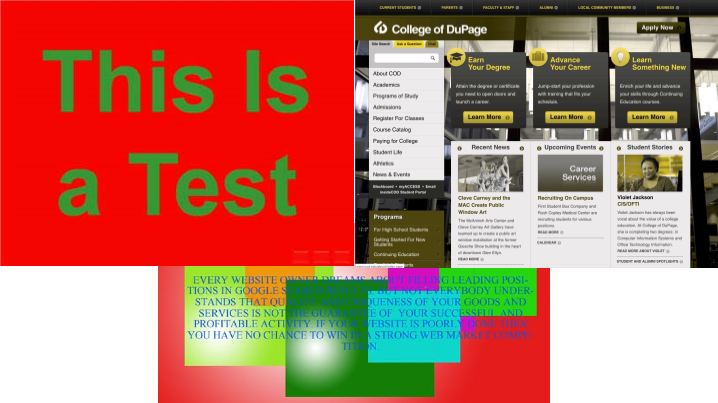 This Is
a Test
CURRENT STUDENTS
PARENTS
FACULTY & STAFF
ALUMNI
LOCAL COMMUNITY MEMBERS
BUSINESS
College of DuPage
Apply Now
Site Search
Ask a Question
About COD
Academics
Programs of Study
Admissions
Register For Classes
Course Catalog
Paying for College
Student Life
Athletics
News & Events
Blackboard • myACCESS • Email
insideCOD Student Portal
Programs
For High School Students
Getting Started For New
Students
Continuing Education
Earn
Your Degree
Attain the degree or certificate
you need to open doors and
launch a career.
Learn More
Advance
Your Career
Jump-start your profession
with training that fits your
schedule.
Learn More
Learn
Something New
Enrich your life and advance
your skills through Continuing
Education courses.
Learn More
Recent News
Cleve Carney and the
MAC Create Public
Window Art
The McAninch Arts Center and
Cleve Carney Art Gallery have
teamed up to create a public art
window installation at the former
Gaesche Shoe building in the heart
of downtown Glen Ellyn
READ MORE
Upcoming Events
Career
Services
Recruiting On Campus
First Student Bus Company and
Rush Copley Medical Center are
recruiting students for various
positions.
READ MORE
CALENDAR
Student Stories
Violet Jackson
CIS/OFTI
Violet Jackson has always been
vocal about the value of a college
education. At College of DuPage,
she is completing two degrees: in
Computer Information Systems and
Office Technology Information.
READ MORE ABOUT VIOLET
STUDENT AND ALUMNI SPOTLIGHTS
EVERY WEBSITE OWNER DREAMS ABOUT FILLING LEADING POSI-
TIONS IN GOOGLE SEARCH RESULTS. BUT NOT EVERYBODY UNDER-
STANDS THAT QUALITY AND UNIQUENESS OF YOUR GOODS AND
SERVICES IS NOT THE GUARANTEE OF YOUR SUCCESSFUL AND
PROFITABLE ACTIVITY. IF YOUR WEBSITE IS POORLY DONE THEN
YOU HAVE NO CHANCE TO WIN IN A STRONG WEB MARKET COMPE-
TITION.